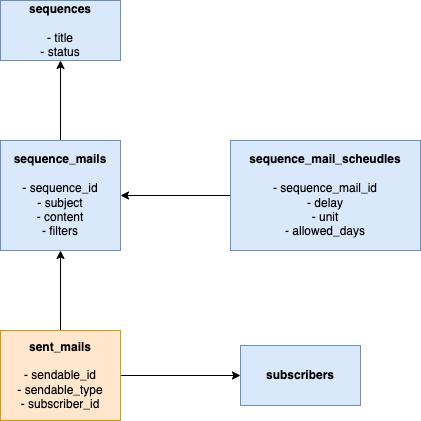 sequences
- title
- status
sequence_mails
- sequence_id
- subject
- content
- filters
sequence_mail_scheudles
- sequence_mail_id
- delay
- unit
- allowed_days
sent_mails
- sendable_id
- sendable_type
- subscriber_id
subscribers